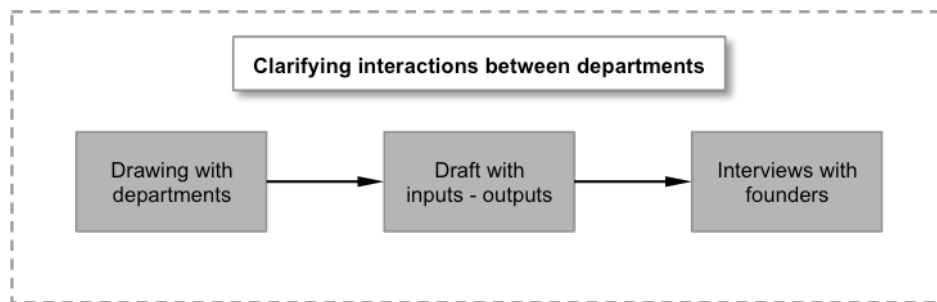 Clarifying interactions between departments
Drawing with
departments
Draft with
inputs - outputs
Interviews with
founders